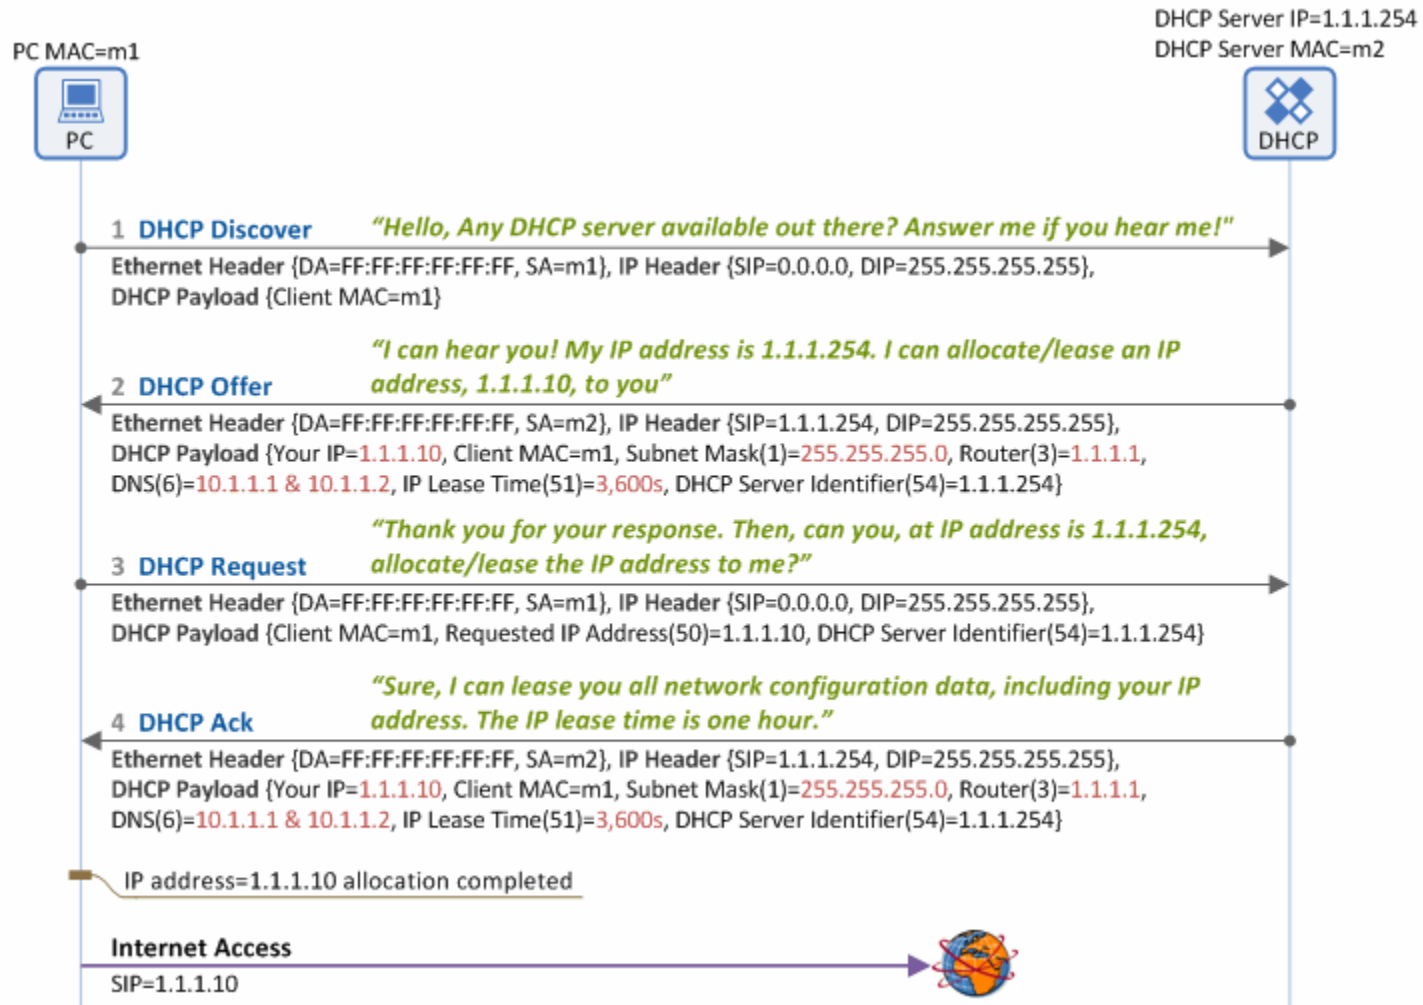 DHCP Server IP=1.1.1.254
PC MAC=m1
DHCP Server MAC=m2
PC
DHCP
1 DHCP Discover “Hello, Any DHCP server available out there? Answer me if you hear me!"
Ethernet Header {DA=FF:FF:FF:FF:FF:FF, SA=m1}, IP Header {SIP=0.0.0.0, DIP=255.255.255.255},
DHCP Payload {Client MAC=m1}
“I can hear you! My IP address is 1.1.1.254. I can allocate/lease an IP
address, 1.1.1.10, to you”
2 DHCP Offer
Ethernet Header {DA=FF:FF:FF:FF:FF:FF, SA=m2}, IP Header {SIP=1.1.1.254, DIP=255.255.255.255},
DHCP Payload {Your IP=1.1.1.10, Client MAC=m1, Subnet Mask(1)=255.255.255.0, Router(3)=1.1.1.1,
DNS(6)=10.1.1.1 & 10.1.1.2, IP Lease Time(51)=3,600s, DHCP Server Identifier(54)=1.1.1.254}
“Thank you for your response. Then, can you, at IP address is 1.1.1.254,
allocate/lease the IP address to me?”
3 DHCP Request
Ethernet Header {DA=FF:FF:FF:FF:FF:FF, SA=m1}, IP Header {SIP=0.0.0.0, DIP=255.255.255.255},
DHCP Payload {Client MAC=m1, Requested IP Address(50)=1.1.1.10, DHCP Server Identifier(54)=1.1.1.254}
“Sure, I can lease you all network configuration data, including your IP
address. The IP lease time is one hour.”
4 DHCP Ack
Ethernet Header {DA=FF:FF:FF:FF:FF:FF, SA=m2}, IP Header {SIP=1.1.1.254, DIP=255.255.255.255},
DHCP Payload {Your IP=1.1.1.10, Client MAC=m1, Subnet Mask(1)=255.255.255.0, Router(3)=1.1.1.1,
DNS(6)=10.1.1.1 & 10.1.1.2, IP Lease Time(51)=3,600s, DHCP Server Identifier(54)=1.1.1.254}
IP address=1.1.1.10 allocation completed
Internet Access
SIP=1.1.1.10